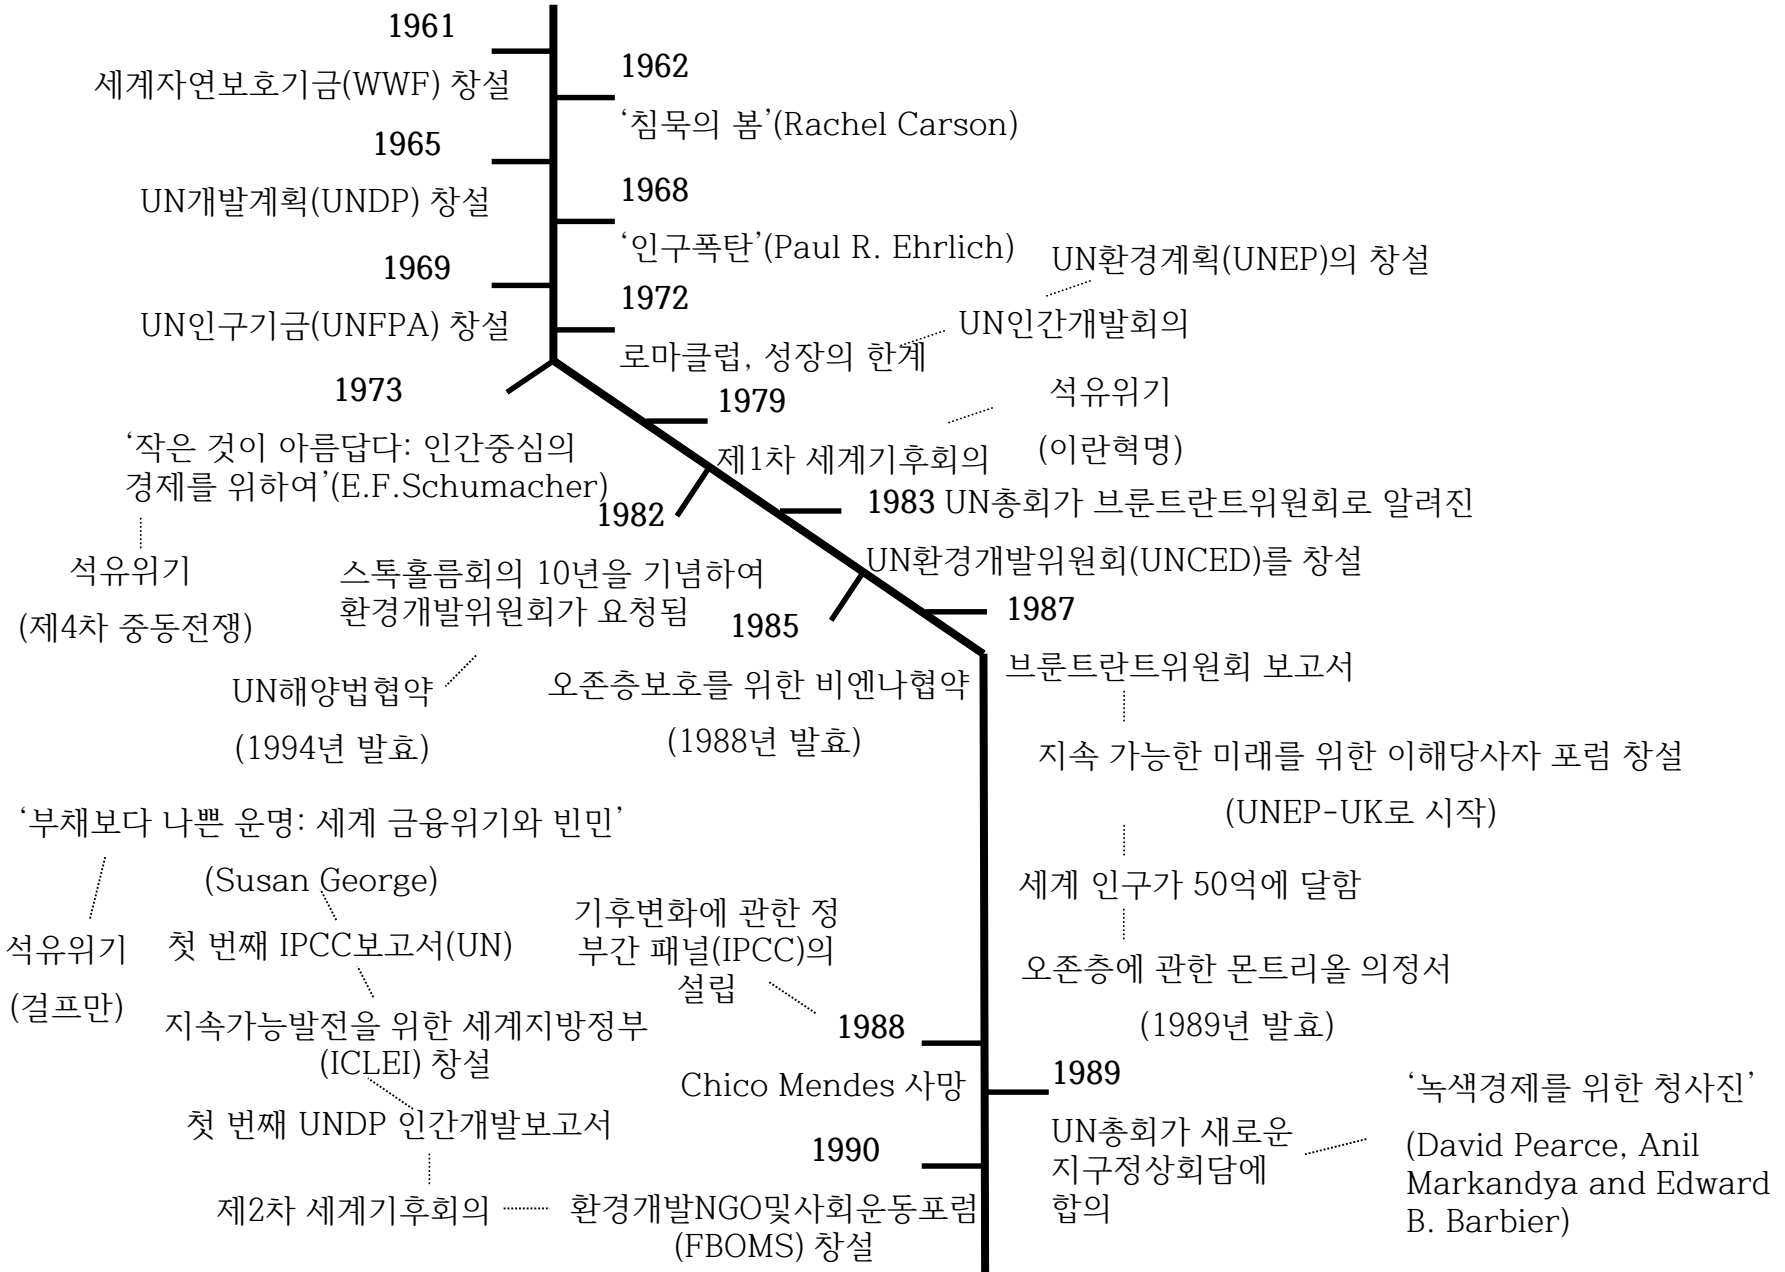 1961
세계자연보호기금(WWF) 창설
1962
‘침묵의 봄’(Rachel Carson)
1965
UN개발계획(UNDP) 창설
1968
‘인구폭탄’(Paul R. Ehrlich)
1969
UN인구기금(UNFPA) 창설
1972
로마클럽, 성장의 한계
UN인간개발회의
UN환경계획(UNEP)의 창설
1973
‘작은 것이 아름답다: 인간중심의
경제를 위하여’(E.F.Schumacher)
석유위기
(제4차 중동전쟁)
1979
제1차 세계기후회의
석유위기
(이란혁명)
1982
스톡홀름회의 10년을 기념하여
환경개발위원회가 요청됨
UN해양법협약
(1994년 발효)
1983 UN총회가 브룬트란트위원회로 알려진
UN환경개발위원회(UNCED)를 창설
1985
오존층보호를 위한 비엔나협약
(1988년 발효)
1987
브룬트란트위원회 보고서
지속 가능한 미래를 위한 이해당사자 포럼 창설
(UNEP-UK로 시작)
세계 인구가 50억에 달함
오존층에 관한 몬트리올 의정서
(1989년 발효)
1988
Chico Mendes 사망
기후변화에 관한 정
부간 패널(IPCC)의
설립
1989
UN총회가 새로운
지구정상회담에
합의
‘녹색경제를 위한 청사진’
(David Pearce, Anil
Markandya and Edward
B. Barbier)
1990
환경개발NGO및사회운동포럼
(FBOMS) 창설
제2차 세계기후회의
첫 번째 UNDP 인간개발보고서
지속가능발전을 위한 세계지방정부
(ICLEI) 창설
첫 번째 IPCC보고서(UN)
‘부채보다 나쁜 운명: 세계 금융위기와 빈민’
(Susan George)
석유위기
(걸프만)